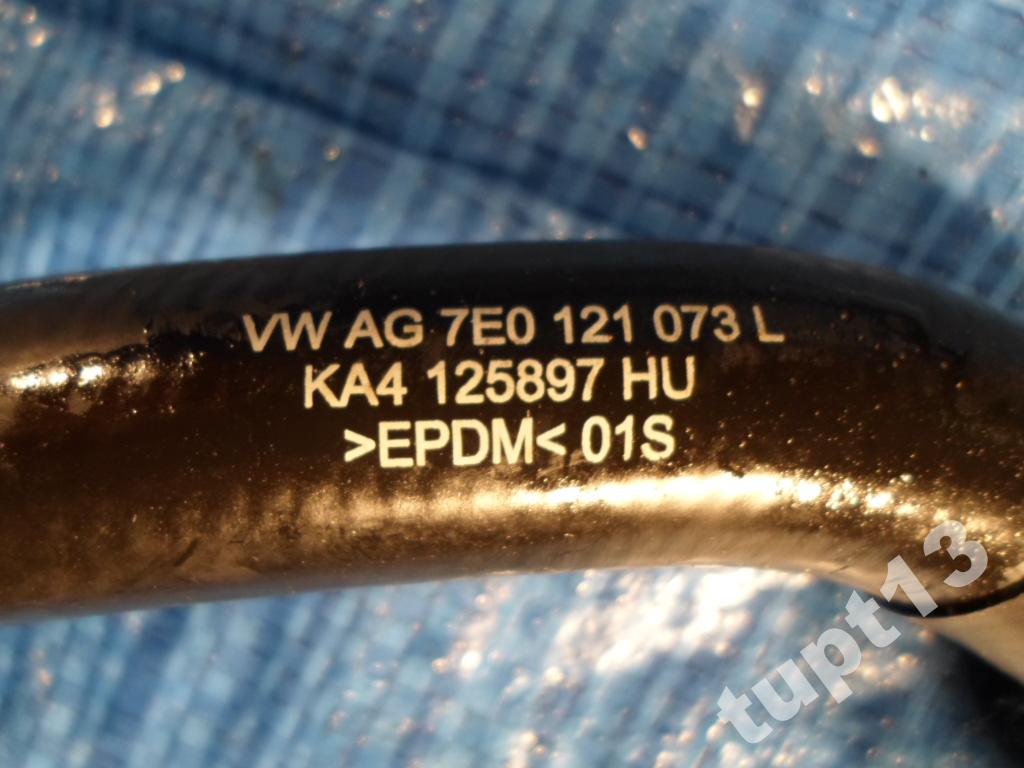 VW AG 7E0 121 073 L
KA4 125897 HU
>EPDM< 01S
tupt13